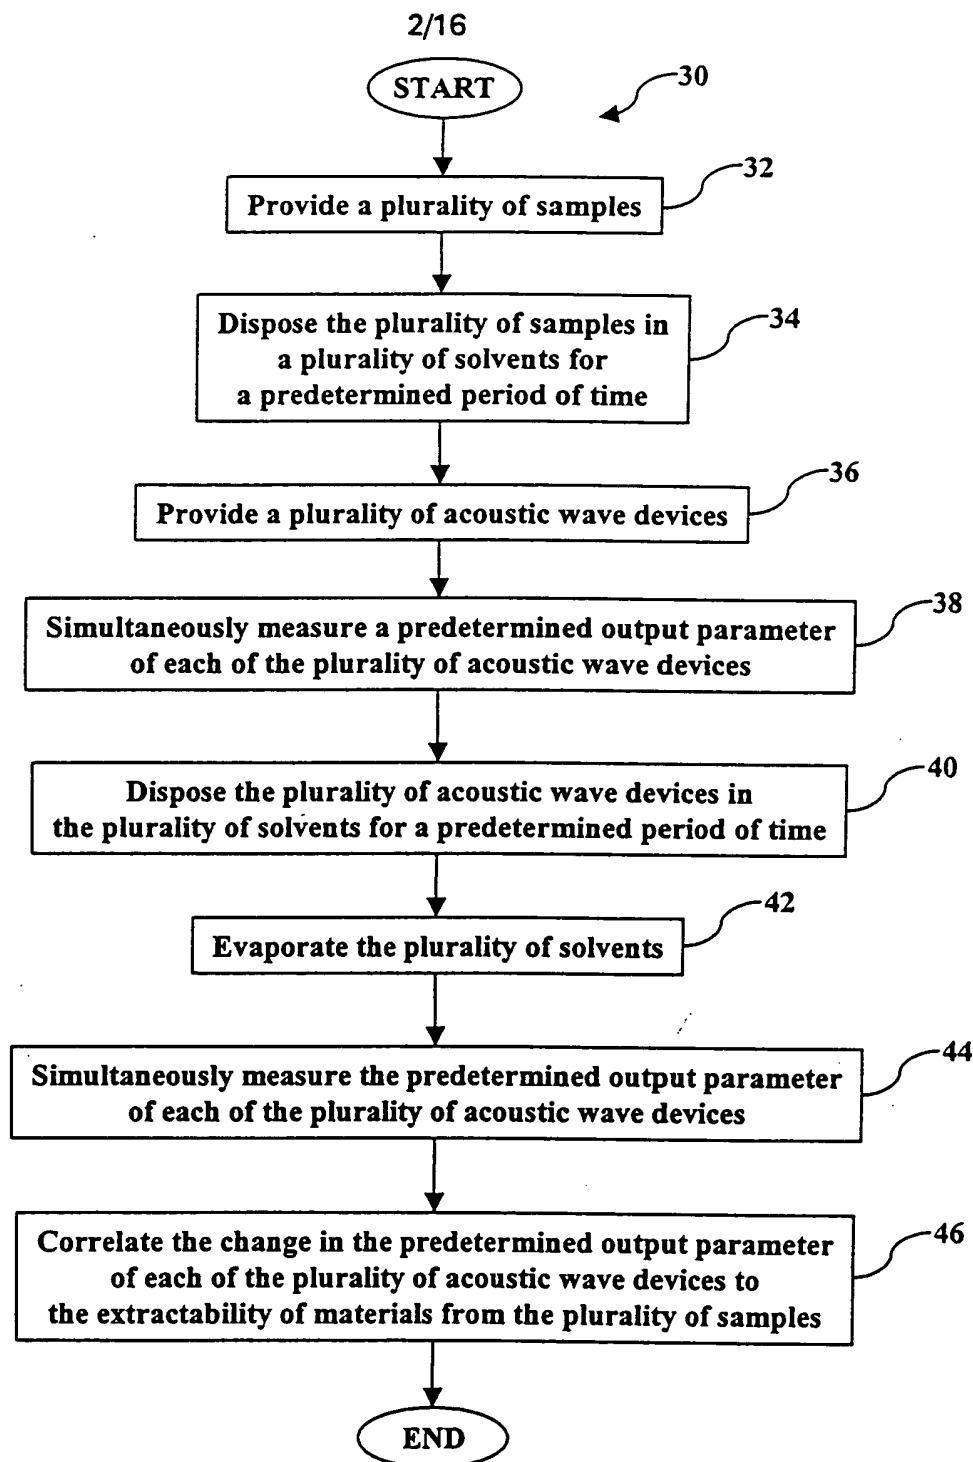 2/16
START
30
32
Provide a plurality of samples
34
Dispose the plurality of samples in
a plurality of solvents for
a predetermined period of time
36
Provide a plurality of acoustic wave devices
38
Simultaneously measure a predetermined output parameter
of each of the plurality of acoustic wave devices
40
Dispose the plurality of acoustic wave devices in
the plurality of solvents for a predetermined period of time
42
Evaporate the plurality of solvents
44
Simultaneously measure the predetermined output parameter
of each of the plurality of acoustic wave devices
46
Correlate the change in the predetermined output parameter
of each of the plurality of acoustic wave devices to
the extractability of materials from the plurality of samples
END